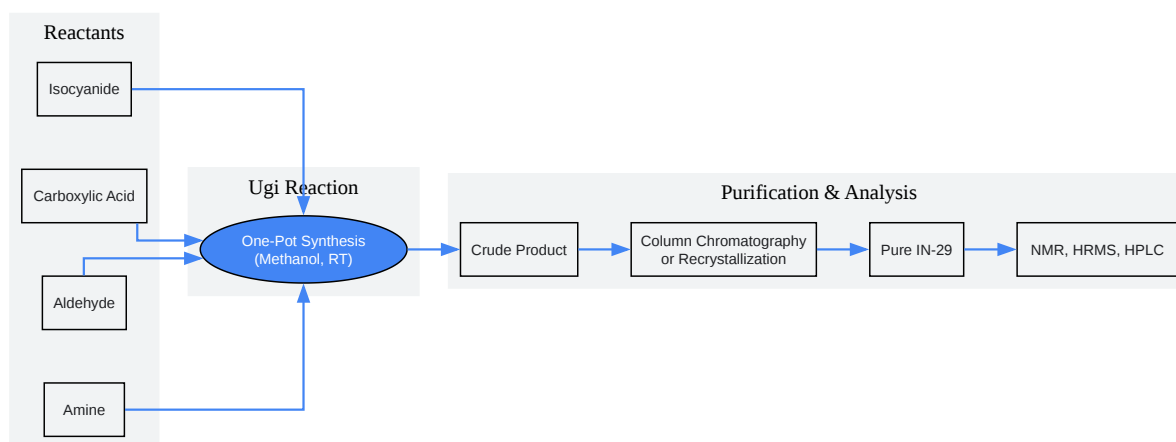 Reactants
Isocyanide
Carboxylic Acid
Aldehyde
Amine
Ugi Reaction
One-Pot Synthesis
(Methanol, RT)
Purification & Analysis
Crude Product
Column Chromatography
or Recrystallization
Pure IN-29
NMR, HRMS, HPLC